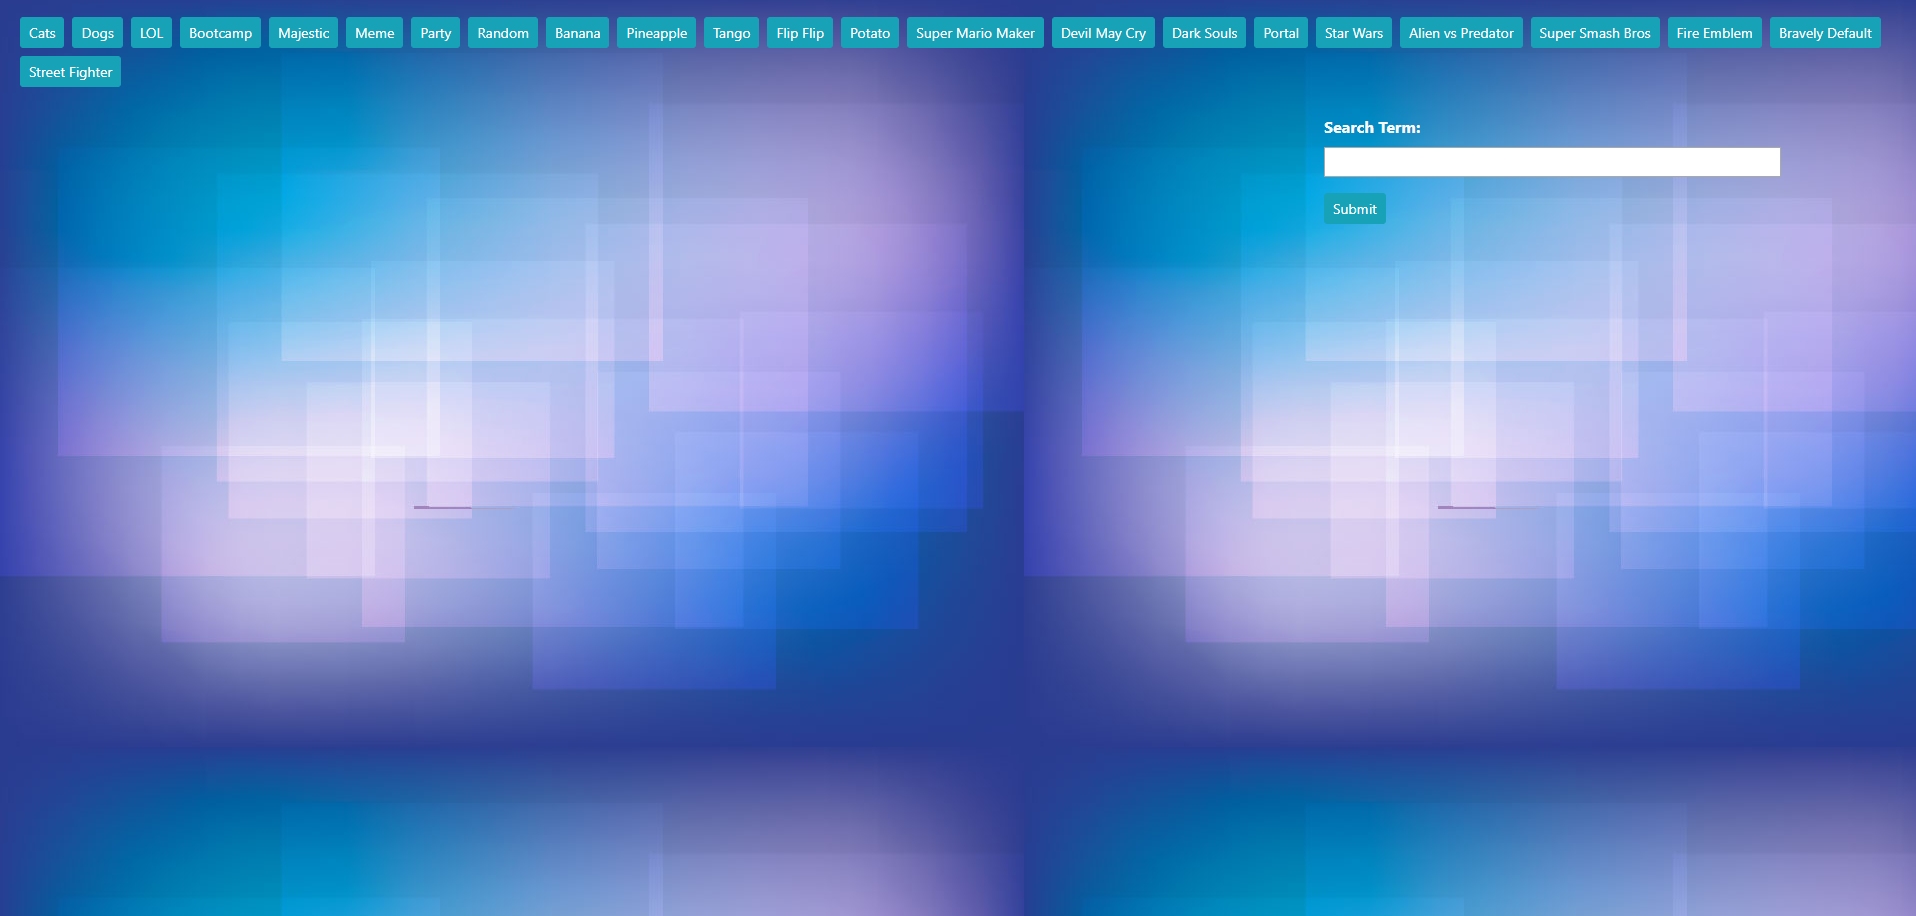 Cats Dogs LOL Bootcamp Majestic Meme Party Random Banana Pineapple Tango Flip Flip Potato Super Mario Maker Devil May Cry Dark Souls Portal Star Wars Alien vs Predator Super Smash Bros Fire Emblem Bravely Default
Street Fighter
Search Term:
Submit